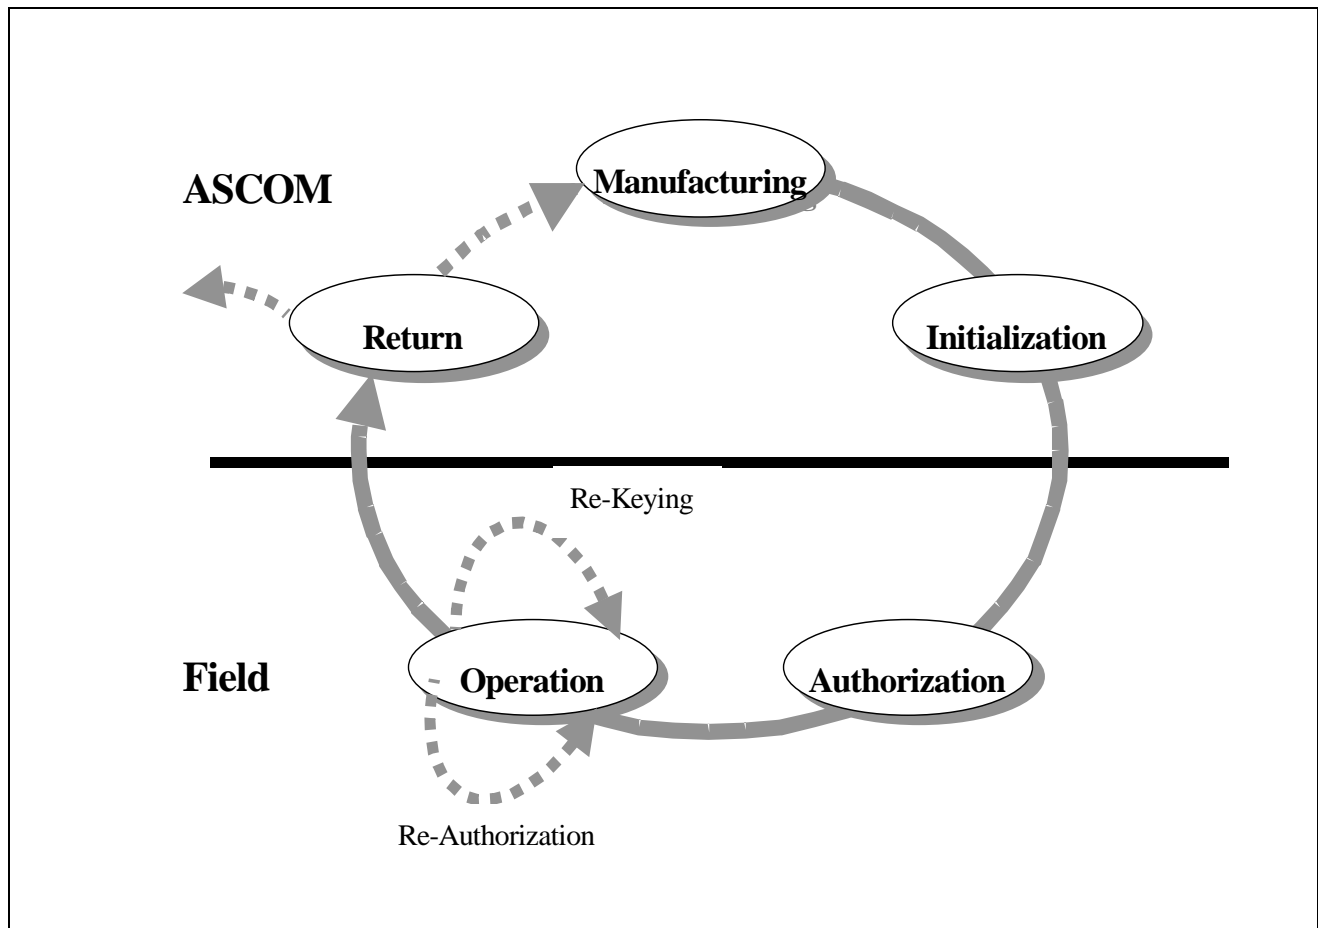 Manufacturing
ASCOM
Return
Initialization
Re-Keying
Field
Operation
Authorization
Re-Authorization